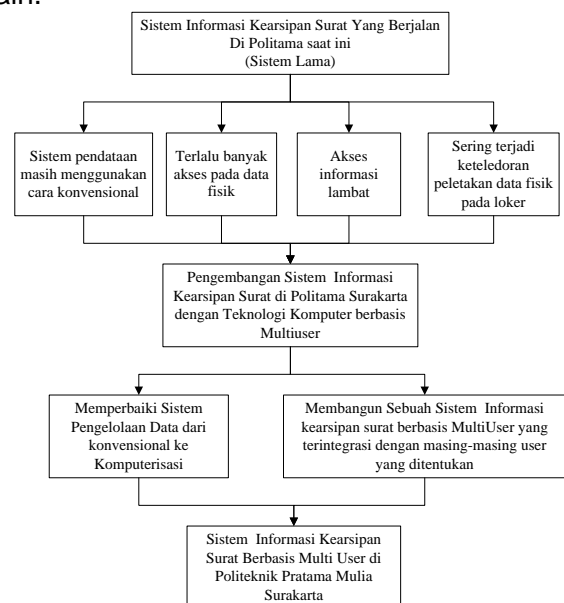 Sistem Informasi Kearsipan Surat Yang Berjalan
Di Politama saat ini
(Sistem Lama)
Sistem pendataan
masih menggunakan
cara konvensional
Terlalu banyak
akses pada data
fisik
Akses
informasi
lambat
Sering terjadi
keteledoran
peletakan data fisik
pada loker
Pengembangan Sistem Informasi
Kearsipan Surat di Politama Surakarta
dengan Teknologi Komputer berbasis
Multiuser
Memperbaiki Sistem
Pengelolaan Data dari
konvensional ke
Komputerisasi
Membangun Sebuah Sistem Informasi
kearsipan surat berbasis MultiUser yang
terintegrasi dengan masing-masing user
yang ditentukan
Sistem Informasi Kearsipan
Surat Berbasis Multi User di
Politeknik Pratama Mulia
Surakarta